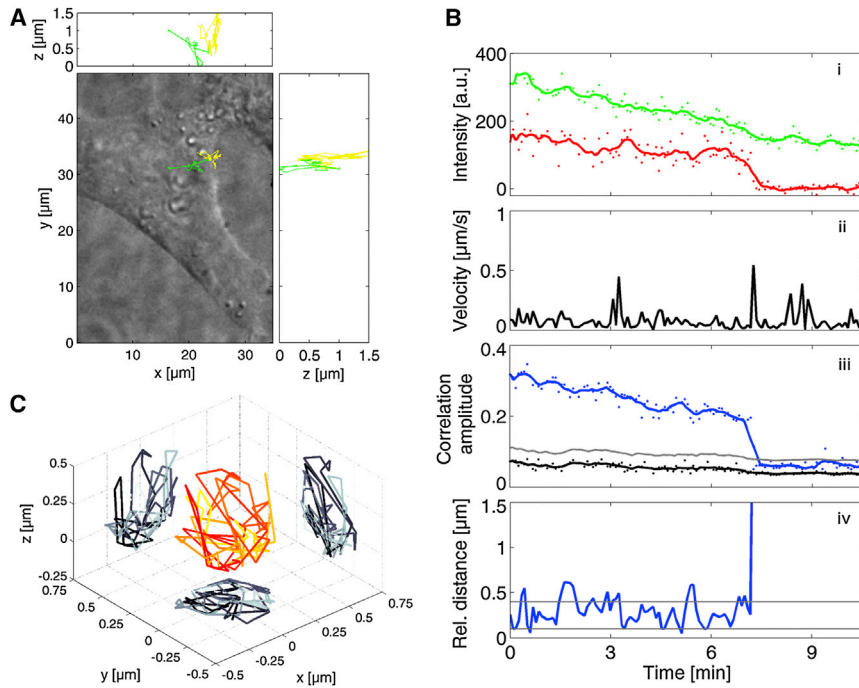 A
z [µm]
1.5
1.0
0.5
0
y [µm]
40
30
20
10
0
10 20 30
x [µm]
0 0.5 1 1.5
z [µm]
B
Intensity [a.u.]
400
200
0
i
Velocity [µm/s]
1
0.5
0
ii
Correlation
amplitude
0.4
0.2
0
iii
Rel. distance [µm]
1.5
1
0.5
0
iv
0 3 6 9
Time [min]
C
z [µm]
0.5
0.25
0
-0.25
0.75
0.5
0.25
0
-0.25
-0.5
y [µm]
-0.5
-0.25
0
0.25
0.5
0.75
x [µm]